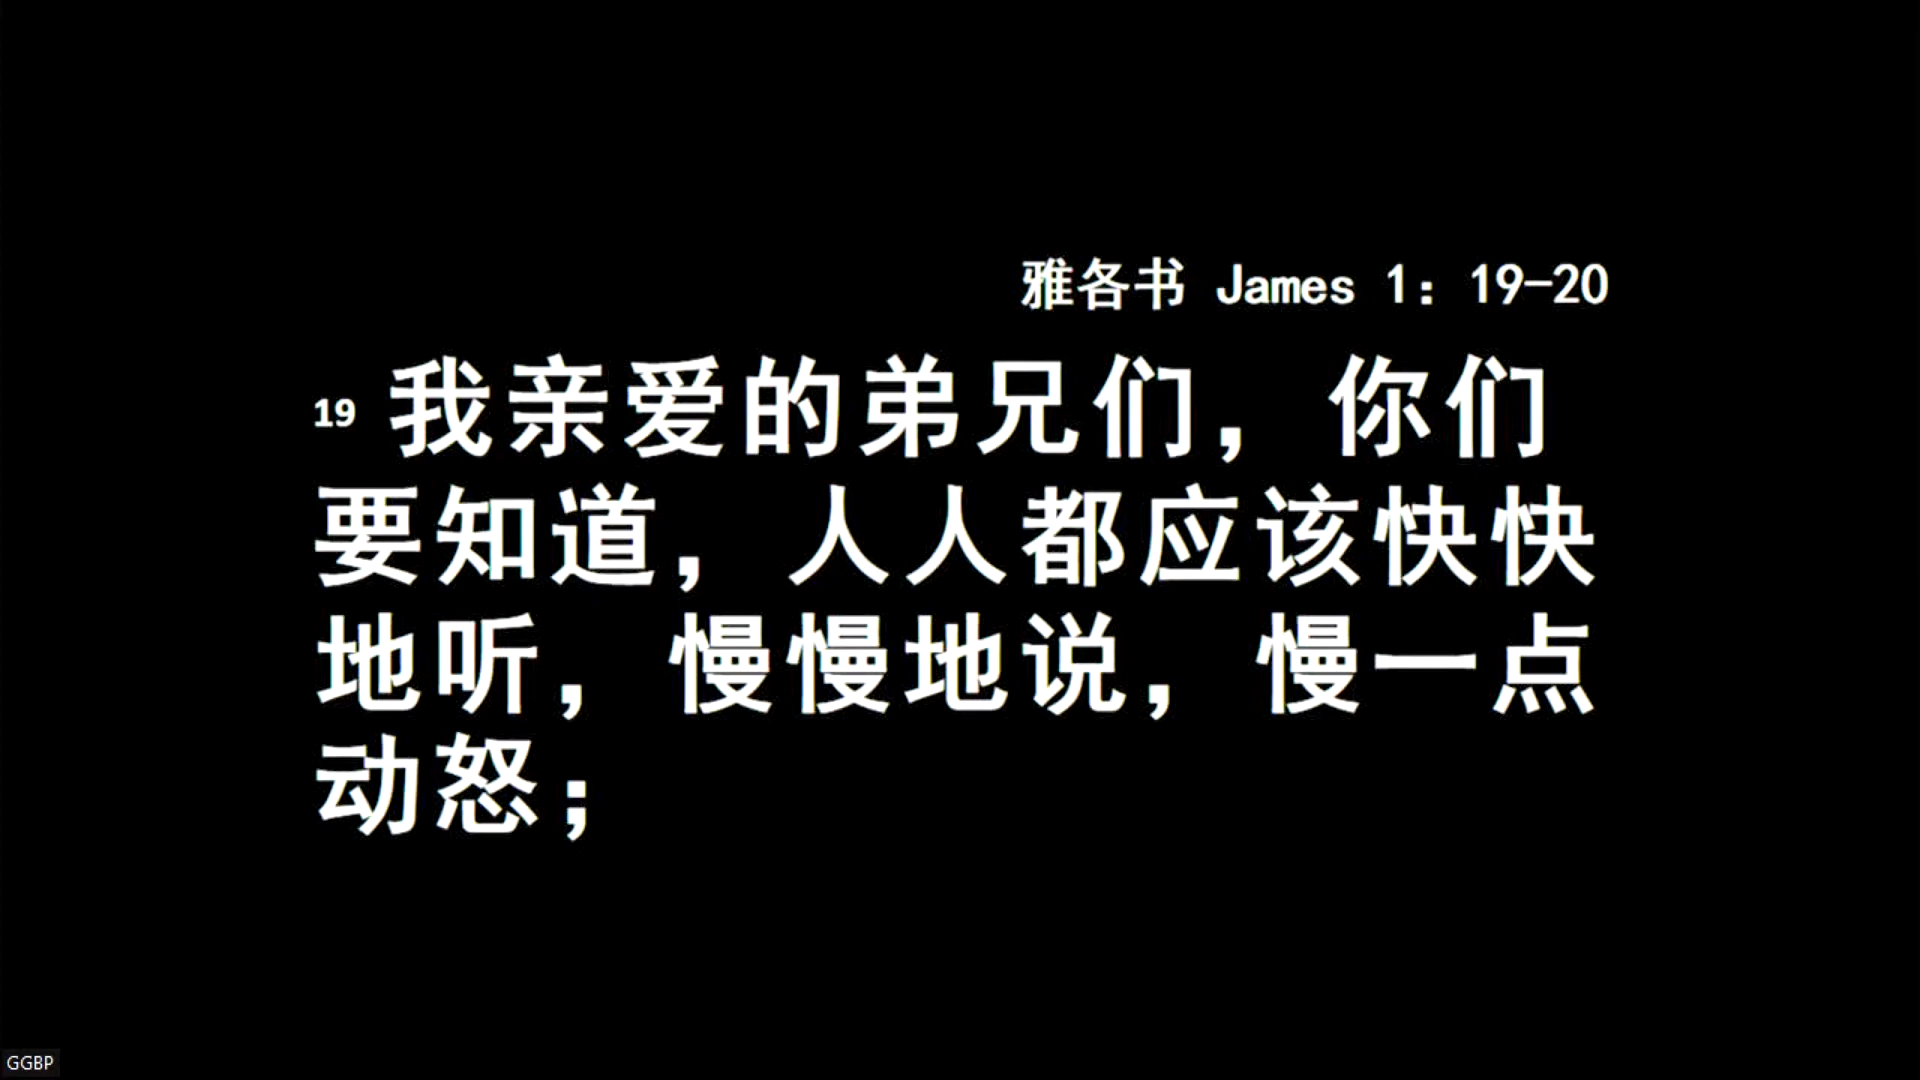 雅各书 James 1：19-20
19 我亲爱的弟兄们，你们
要知道，人人都应该快快
地听，慢慢地说，慢一点
动怒；
GGBP